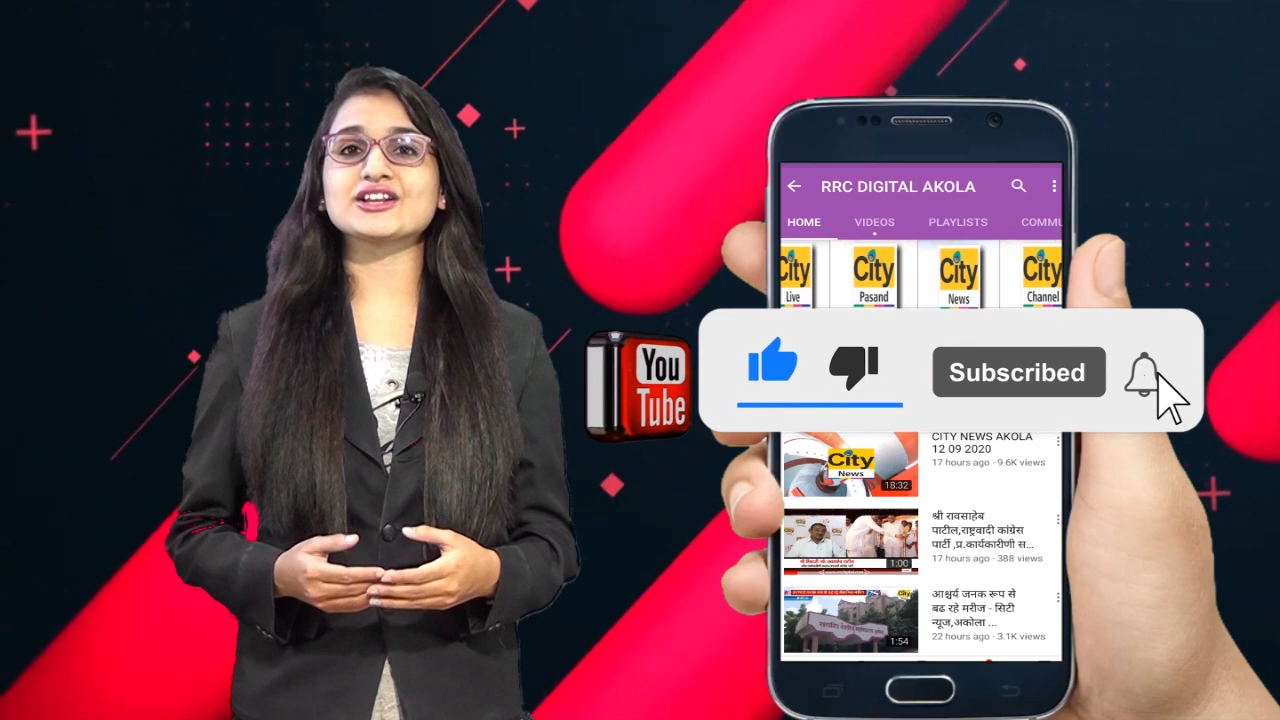 RRC DIGITAL AKOLA
HOME VIDEOS PLAYLISTS COMMU
City Live
City Pasand
City News
City Channel
You
Tube
Subscribed
City
News
18:32
CITY NEWS AKOLA
12 09 2020
17 hours ago · 9.6K views
1:00
श्री रावसाहेब
पाटील,राष्ट्रवादी कांग्रेस
पार्टी ,प्र.कार्यकारीणी स...
17 hours ago · 388 views
City
1:54
आश्चर्य जनक रूप से
बढ रहे मरीज - सिटी
न्यूज,अकोला ...
22 hours ago · 3.1K views